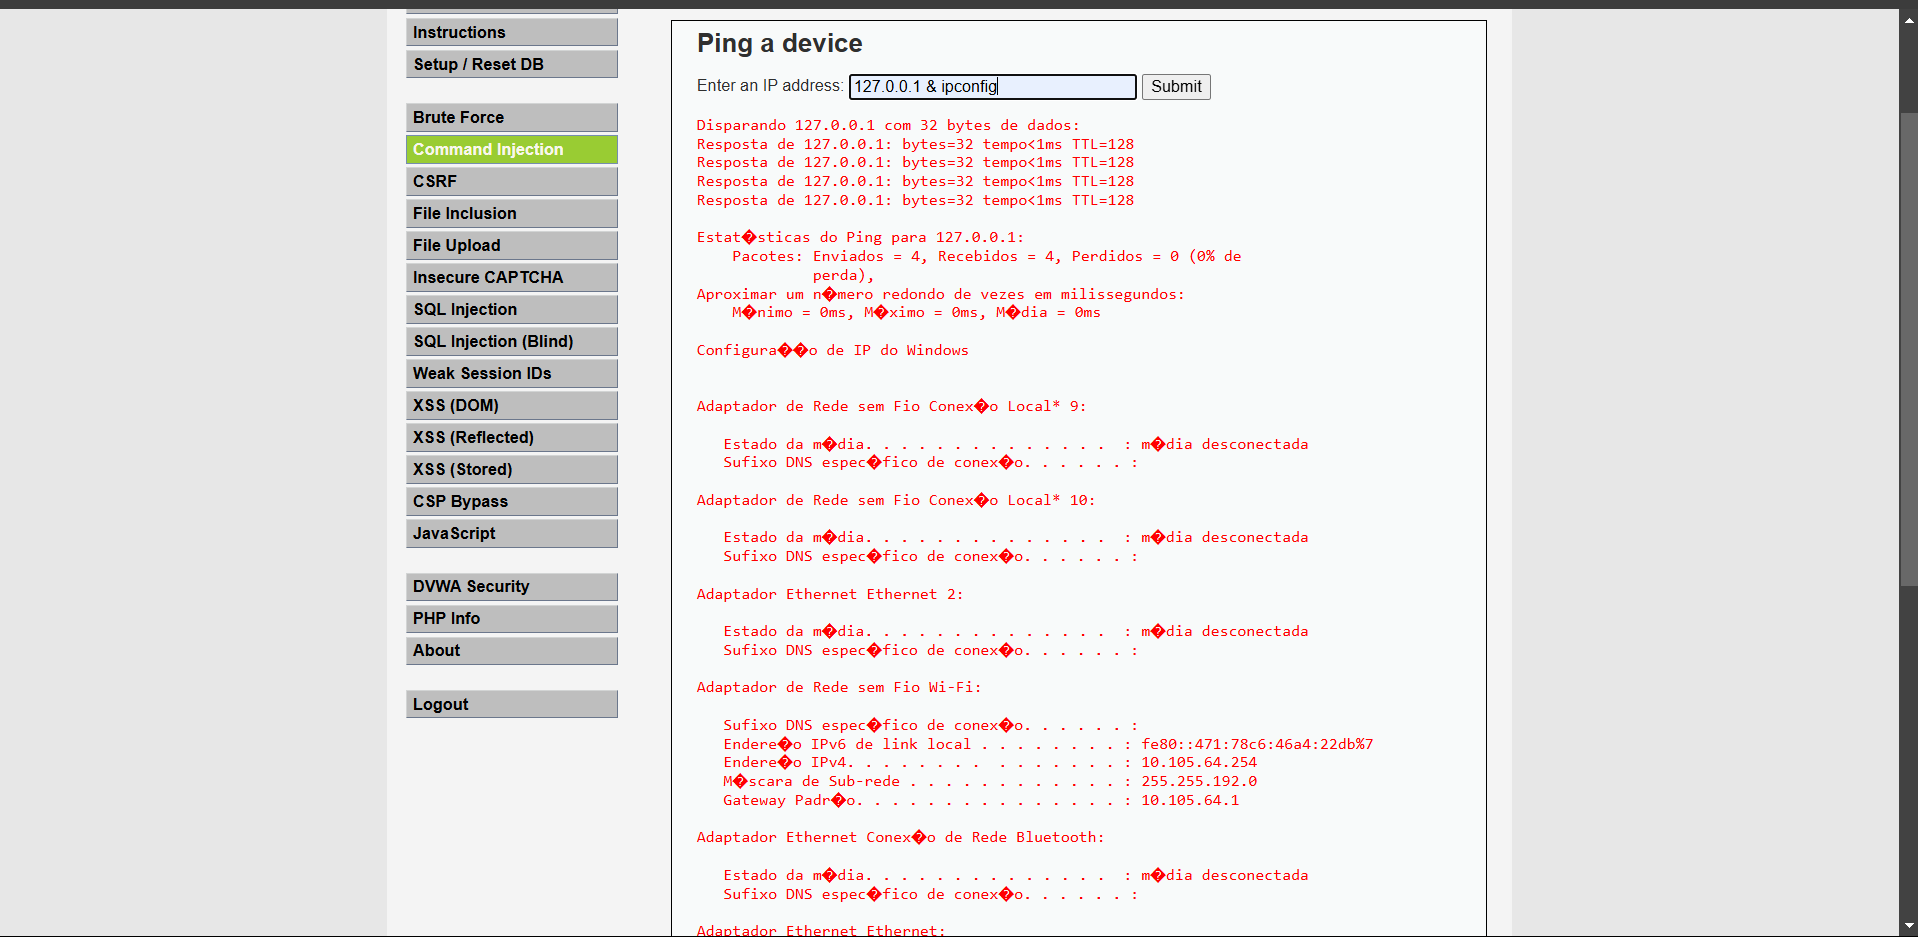 Instructions
Setup / Reset DB
Brute Force
Command Injection
CSRF
File Inclusion
File Upload
Insecure CAPTCHA
SQL Injection
SQL Injection (Blind)
Weak Session IDs
XSS (DOM)
XSS (Reflected)
XSS (Stored)
CSP Bypass
JavaScript
DVWA Security
PHP Info
About
Logout
Ping a device
Enter an IP address: 127.0.0.1 & ipconfig Submit
Disparando 127.0.0.1 com 32 bytes de dados:
Resposta de 127.0.0.1: bytes=32 tempo<1ms TTL=128
Resposta de 127.0.0.1: bytes=32 tempo<1ms TTL=128
Resposta de 127.0.0.1: bytes=32 tempo<1ms TTL=128
Resposta de 127.0.0.1: bytes=32 tempo<1ms TTL=128
Estat�sticas do Ping para 127.0.0.1:
Pacotes: Enviados = 4, Recebidos = 4, Perdidos = 0 (0% de
perda),
Aproximar um n�mero redondo de vezes em milissegundos:
M�nimo = 0ms, M�ximo = 0ms, M�dia = 0ms
Configura��o de IP do Windows
Adaptador de Rede sem Fio Conex�o Local* 9:
Estado da m�dia. . . . . . . . . . . . . . : m�dia desconectada
Sufixo DNS espec�fico de conex�o. . . . . . :
Adaptador de Rede sem Fio Conex�o Local* 10:
Estado da m�dia. . . . . . . . . . . . . . : m�dia desconectada
Sufixo DNS espec�fico de conex�o. . . . . . :
Adaptador Ethernet Ethernet 2:
Estado da m�dia. . . . . . . . . . . . . . : m�dia desconectada
Sufixo DNS espec�fico de conex�o. . . . . . :
Adaptador de Rede sem Fio Wi-Fi:
Sufixo DNS espec�fico de conex�o. . . . . . :
Endere�o IPv6 de link local . . . . . . . . : fe80::471:78c6:46a4:22db%7
Endere�o IPv4. . . . . . . . . . . . . . . : 10.105.64.254
M�scara de Sub-rede . . . . . . . . . . . . : 255.255.192.0
Gateway Padr�o. . . . . . . . . . . . . . . : 10.105.64.1
Adaptador Ethernet Conex�o de Rede Bluetooth:
Estado da m�dia. . . . . . . . . . . . . . : m�dia desconectada
Sufixo DNS espec�fico de conex�o. . . . . . :
Adaptador Ethernet Ethernet: